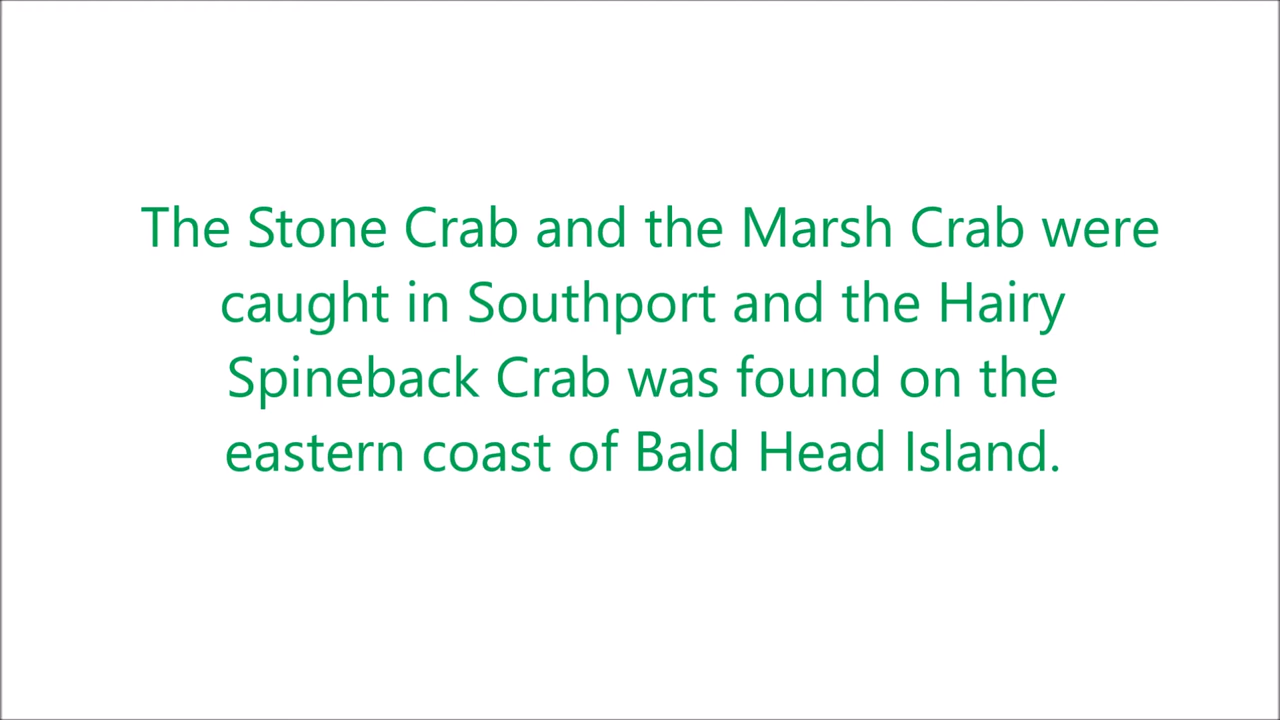 The Stone Crab and the Marsh Crab were
caught in Southport and the Hairy
Spineback Crab was found on the
eastern coast of Bald Head Island.